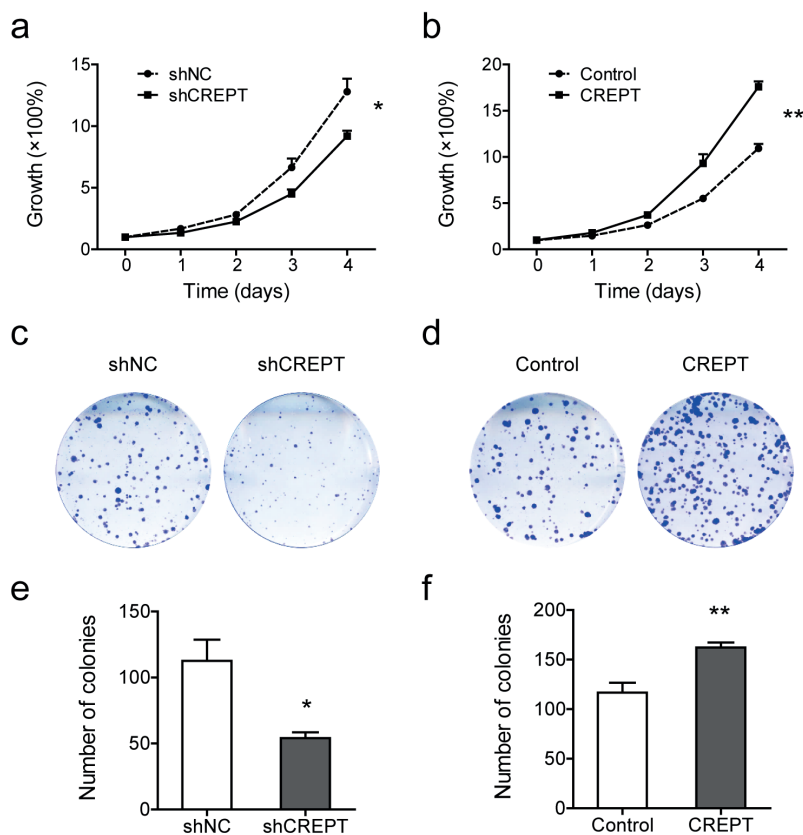 a
b
15
10
5
0
Growth (×100%)
shNC
shCREPT
*
0 1 2 3 4
Time (days)
20
15
10
5
0
Growth (×100%)
Control
CREPT
**
0 1 2 3 4
Time (days)
c
d
shNC shCREPT
Control CREPT
e
f
150
100
50
0
Number of colonies
*
shNC shCREPT
200
150
100
50
0
Number of colonies
**
Control CREPT